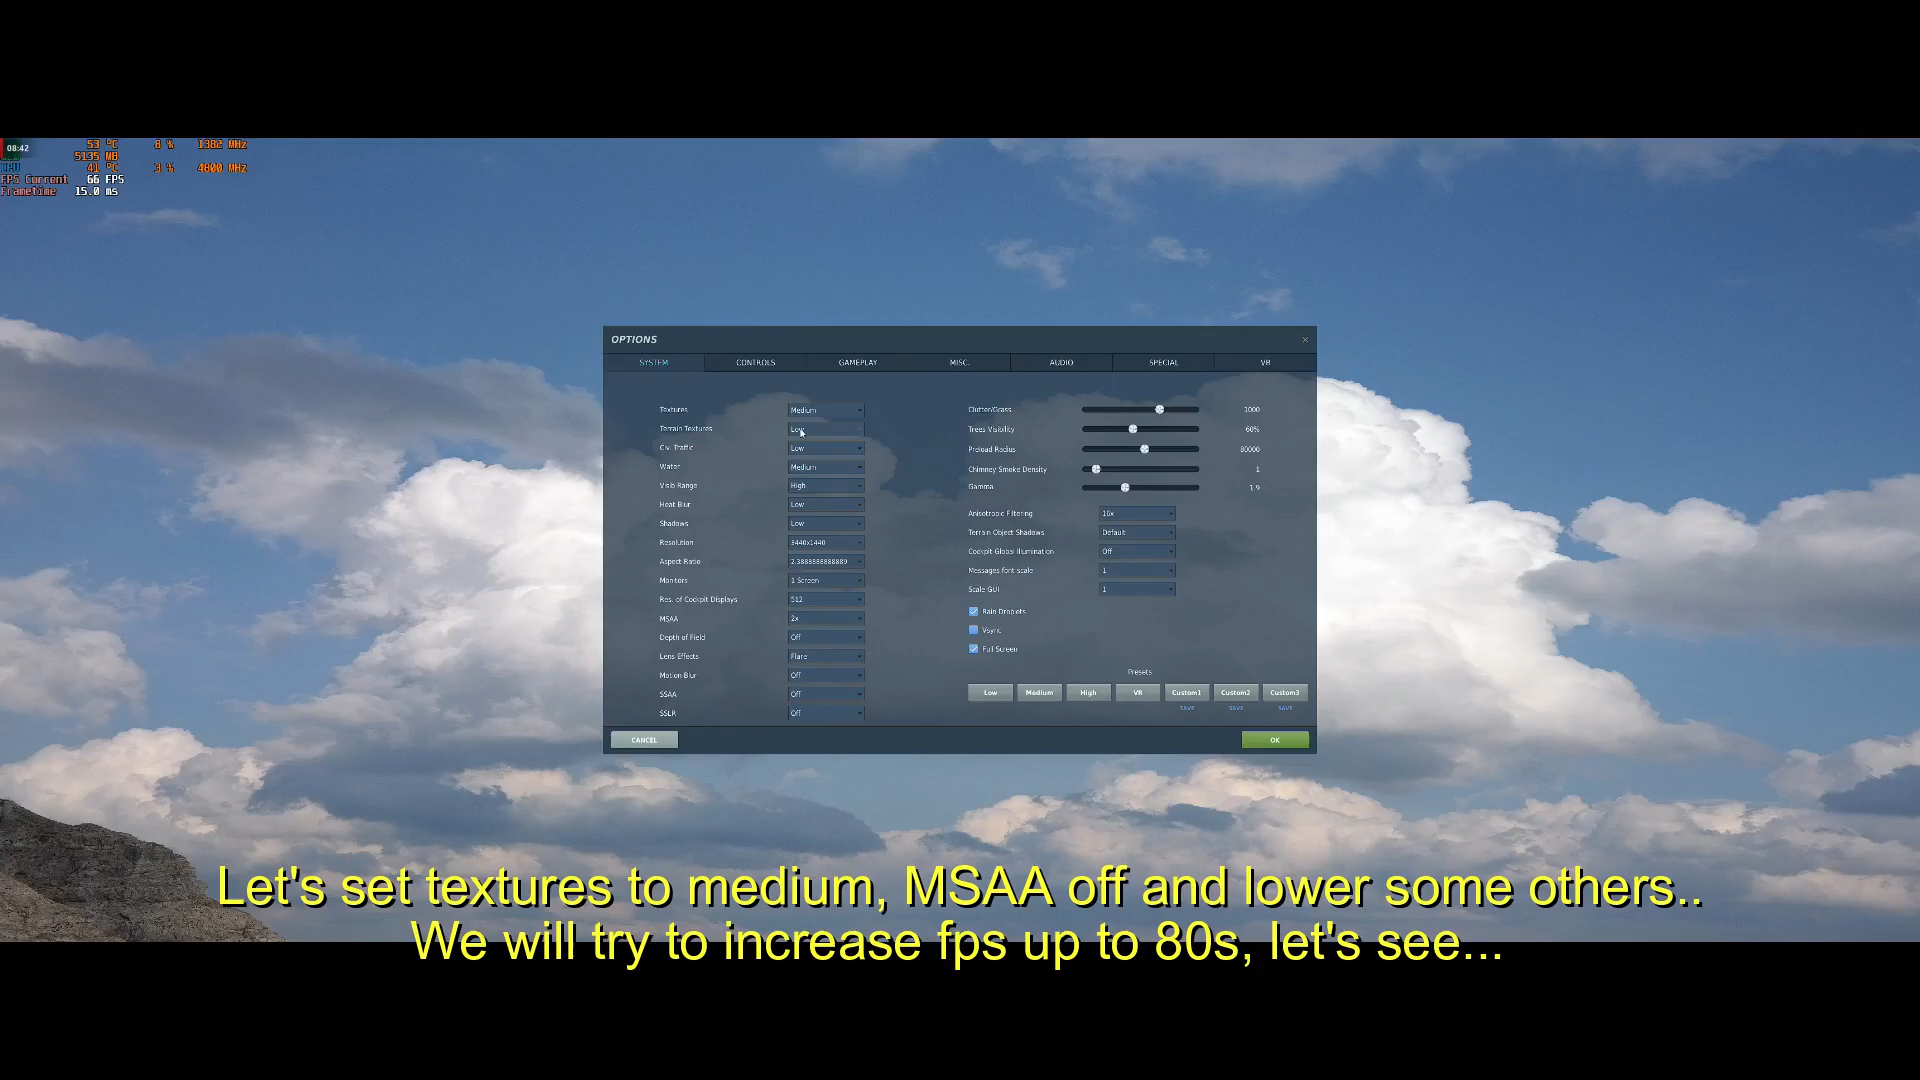 08:42
53 °C 8 % 1382 MHz
5135 MB
CPU 41 °C 3 % 4800 MHz
FPS Current 66 FPS
Frametime 15.0 ms
OPTIONS
SYSTEM CONTROLS GAMEPLAY MISC. AUDIO SPECIAL VR
Textures Medium
Terrain Textures Low
Civ. Traffic Low
Water Medium
Visib Range High
Heat Blur Low
Shadows Low
Resolution 3440x1440
Aspect Ratio 2.3888888888889
Monitors 1 Screen
Res. of Cockpit Displays 512
MSAA 2x
Depth of Field Off
Lens Effects Flare
Motion Blur Off
SSAA Off
SSLR Off
Clutter/Grass 1000
Trees Visibility 60%
Preload Radius 80000
Chimney Smoke Density 1
Gamma 1.9
Anisotropic Filtering 16x
Terrain Object Shadows Default
Cockpit Global Illumination Off
Messages font scale 1
Scale GUI 1
Rain Droplets
Vsync
Full Screen
Presets
Low Medium High VR Custom1 Custom2 Custom3
SAVE SAVE SAVE
CANCEL OK
Let's set textures to medium, MSAA off and lower some others..
We will try to increase fps up to 80s, let's see...